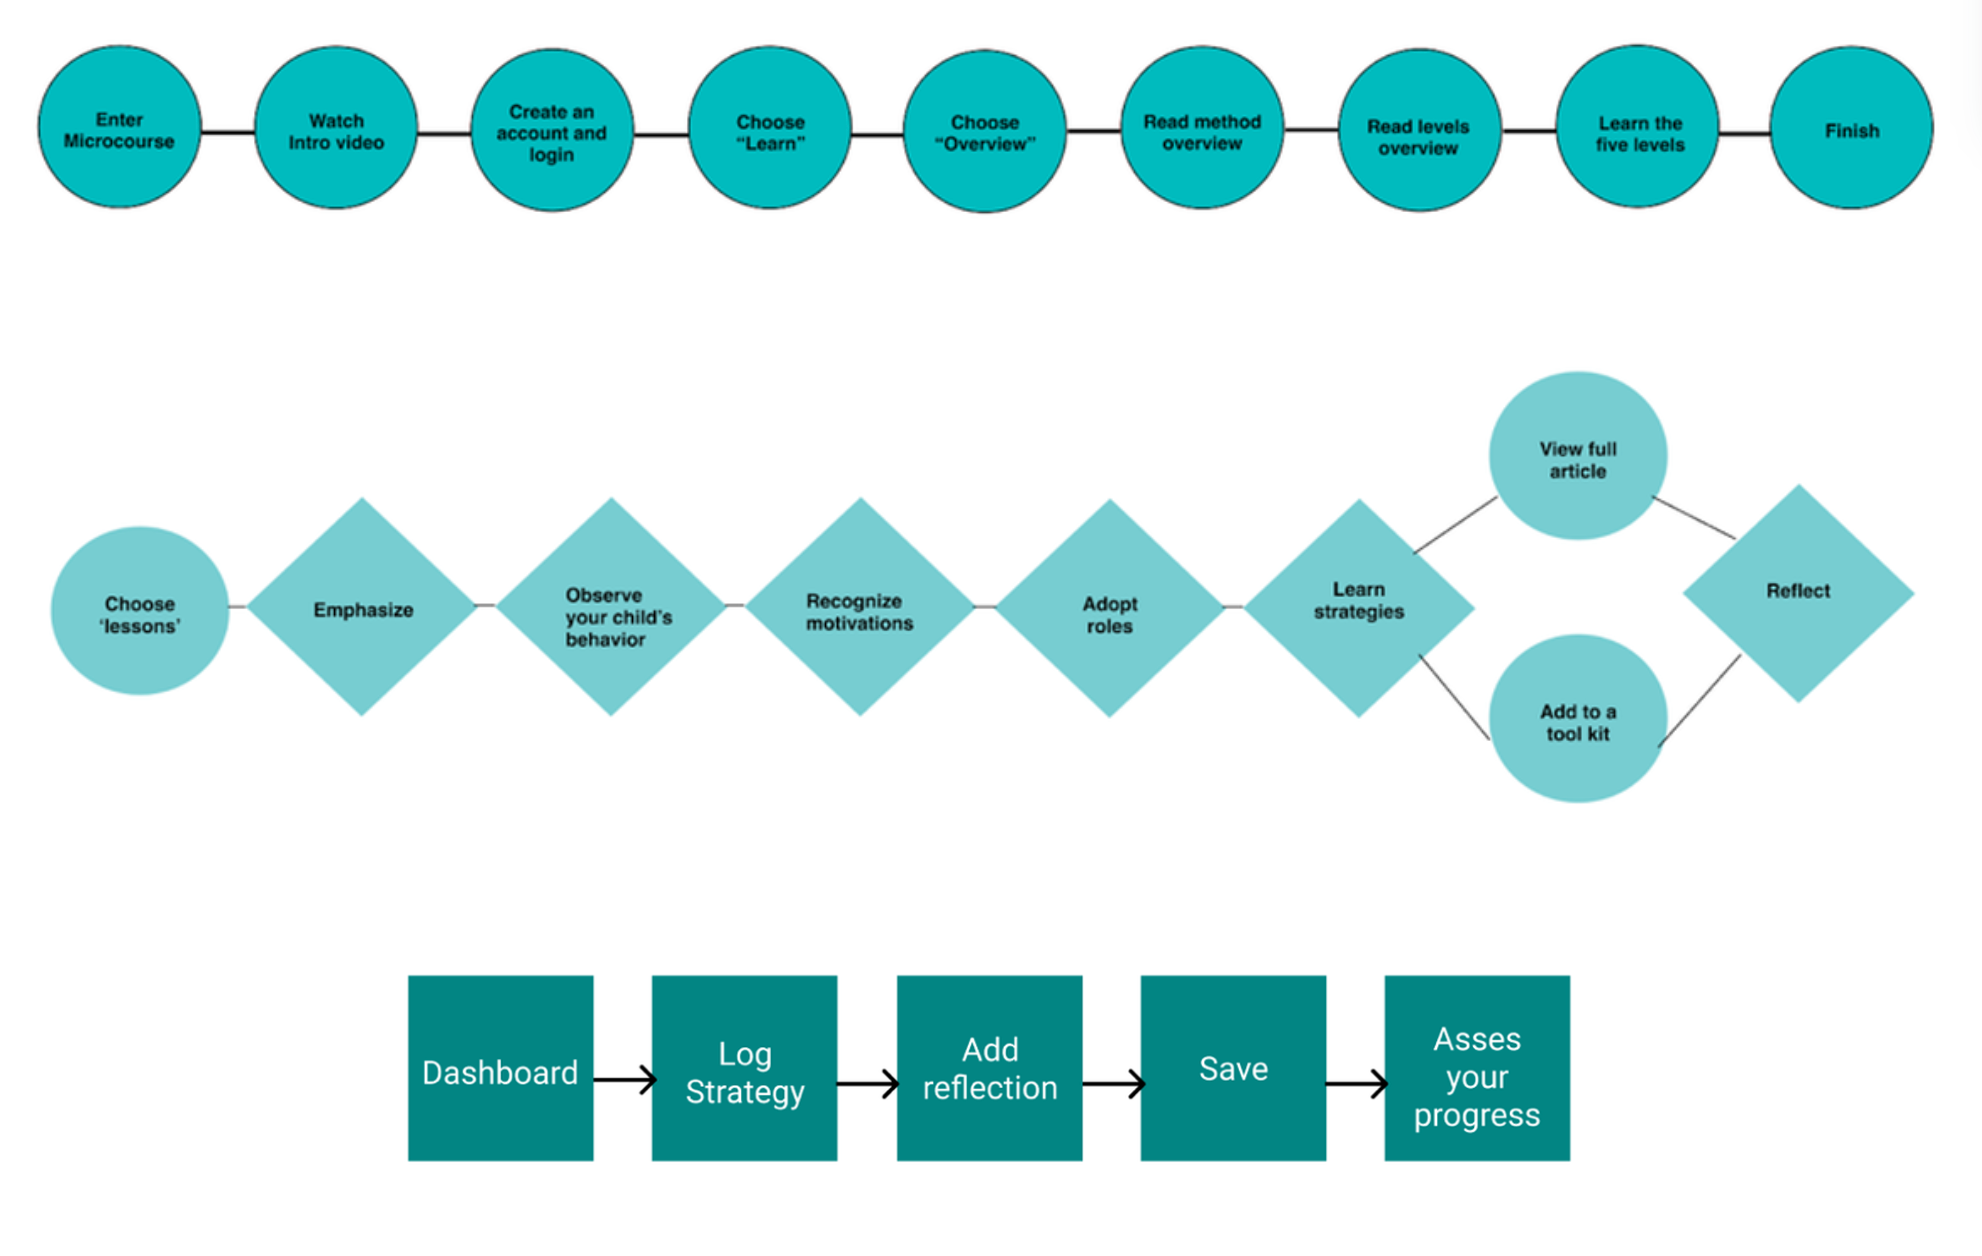 Enter
Microcourse
Watch
Intro video
Create an
account and
login
Choose
“Learn”
Choose
“Overview”
Read method
overview
Read levels
overview
Learn the
five levels
Finish
View full
article
Choose
‘lessons’
Emphasize
Observe
your child’s
behavior
Recognize
motivations
Adopt
roles
Learn
strategies
Reflect
Add to a
tool kit
Dashboard
Log
Strategy
Add
reflection
Save
Asses
your
progress